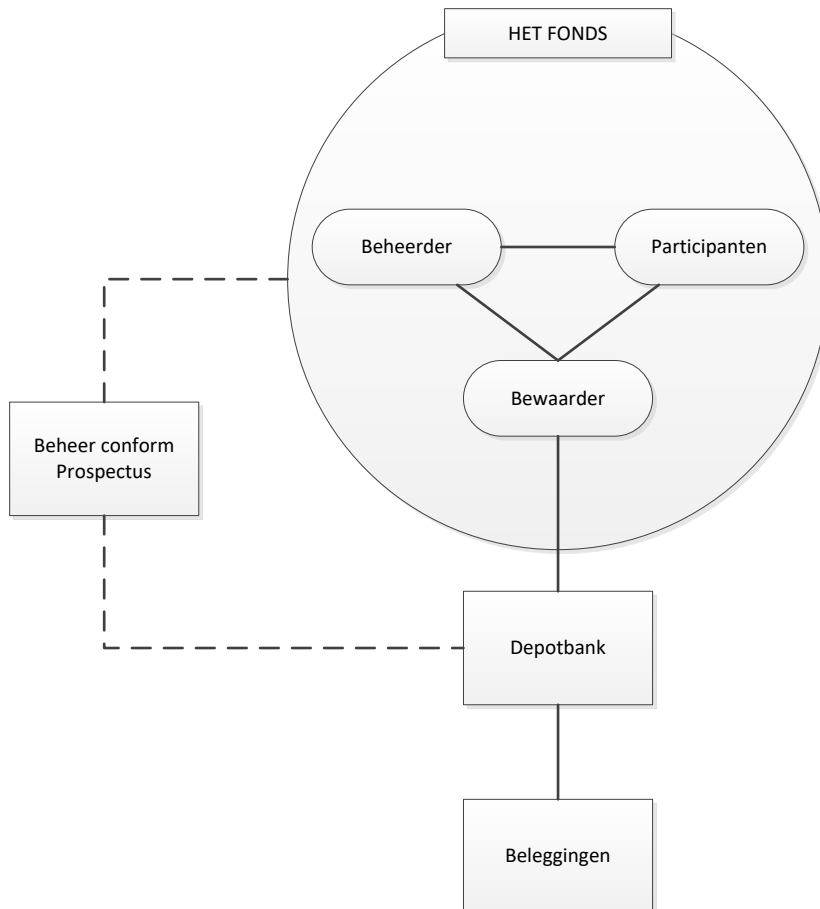 HET FONDS
Beheerder
Participanten
Bewaarder
Beheer conform
Prospectus
Depotbank
Beleggingen